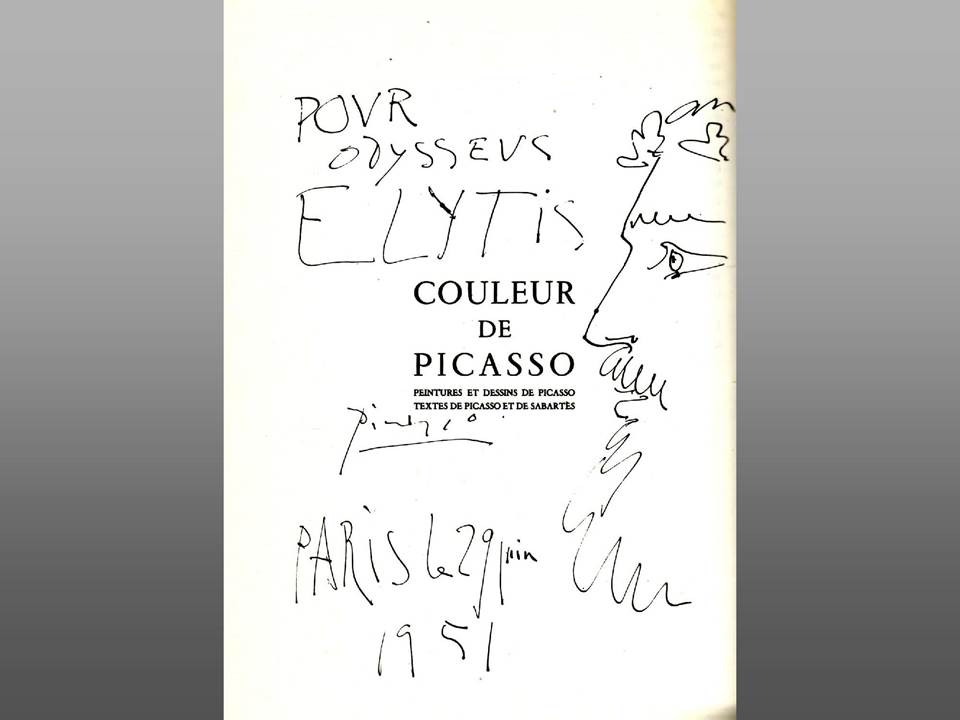 POUR
ODYSSEUS
ELYTIS
COULEUR
DE
PICASSO
PEINTURES ET DESSINS DE PICASSO
TEXTES DE PICASSO ET DE SABARTÈS
Picasso
PARIS le 29 juin
1951